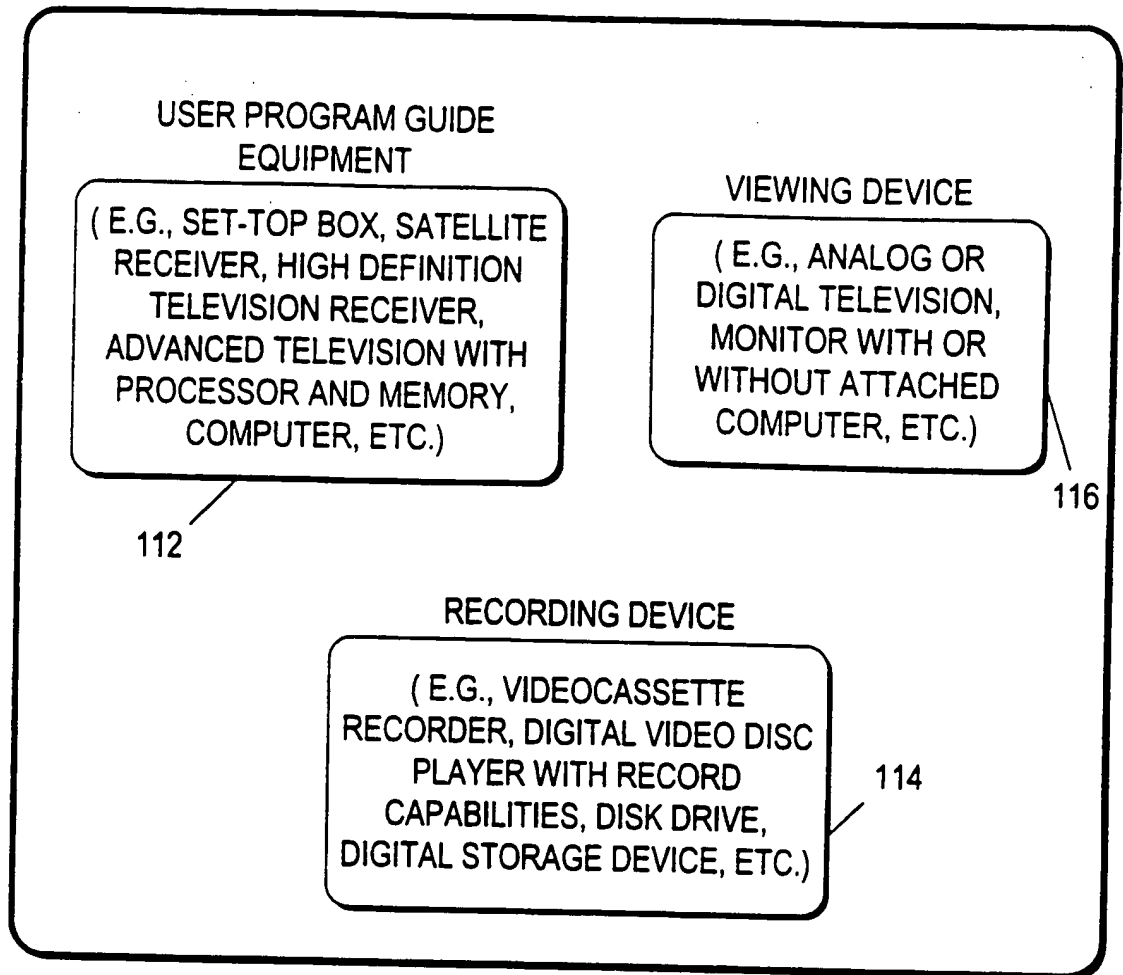 USER PROGRAM GUIDE
EQUIPMENT
( E.G., SET-TOP BOX, SATELLITE
RECEIVER, HIGH DEFINITION
TELEVISION RECEIVER,
ADVANCED TELEVISION WITH
PROCESSOR AND MEMORY,
COMPUTER, ETC.)
112
VIEWING DEVICE
( E.G., ANALOG OR
DIGITAL TELEVISION,
MONITOR WITH OR
WITHOUT ATTACHED
COMPUTER, ETC.)
116
RECORDING DEVICE
( E.G., VIDEOCASSETTE
RECORDER, DIGITAL VIDEO DISC
PLAYER WITH RECORD
CAPABILITIES, DISK DRIVE,
DIGITAL STORAGE DEVICE, ETC.)
114